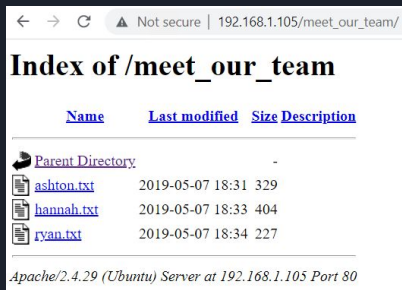 Not secure | 192.168.1.105/meet_our_team/
Index of /meet_our_team
Name Last modified Size Description
Parent Directory -
ashton.txt 2019-05-07 18:31 329
hannah.txt 2019-05-07 18:33 404
ryan.txt 2019-05-07 18:34 227
Apache/2.4.29 (Ubuntu) Server at 192.168.1.105 Port 80